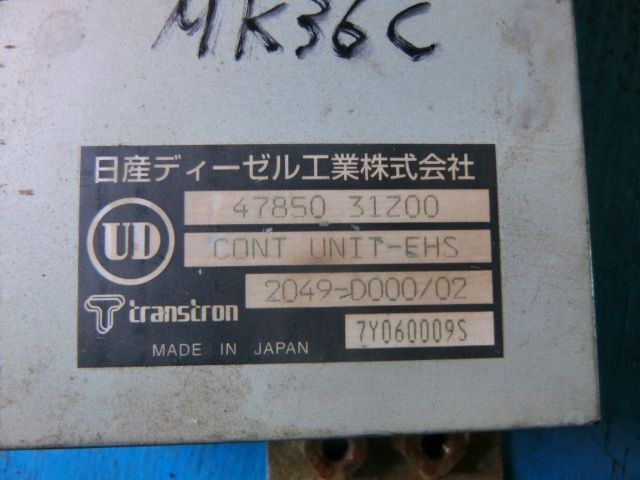 MK36C
日産ディーゼル工業株式会社
47850 31Z00
UD
CONT UNIT-EHS
2049-D000/02
transtron
7Y060009S
MADE IN JAPAN